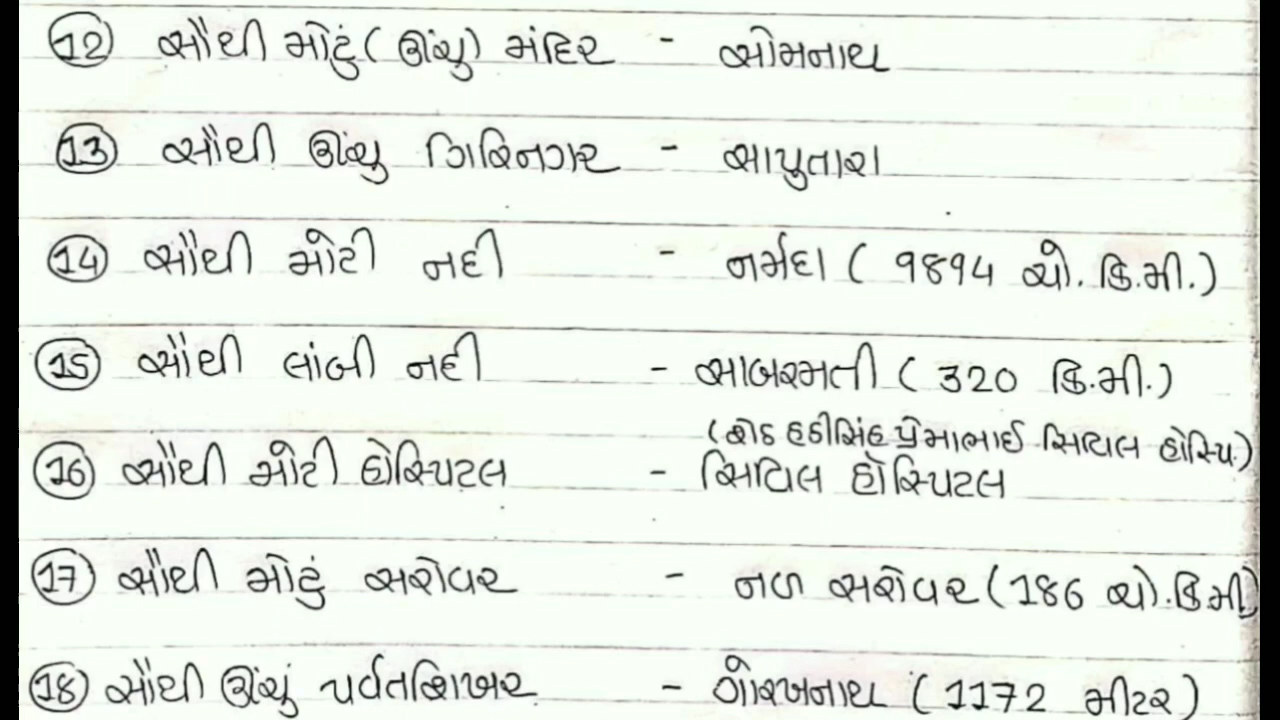 12 સૌથી મોટું (ઊંચુ) મંદિર - સોમનાથ
13 સૌથી ઊંચુ ગિરિનગર - સાપુતારા
14 સૌથી મોટી નદી - નર્મદા ( 9894 ચો. કિ.મી.)
15 સૌથી લાંબી નદી - સાબરમતી ( 320 કિ.મી.)
(શેઠ હઠીસિંહ પ્રેમાભાઈ સિવિલ હોસ્પિ.)
16 સૌથી મોટી હોસ્પિટલ - સિવિલ હોસ્પિટલ
17 સૌથી મોટું સરોવર - નળ સરોવર (186 ચો.કિ.મી)
18 સૌથી ઊંચું પર્વતશિખર - ગોરખનાથ (1172 મીટર)